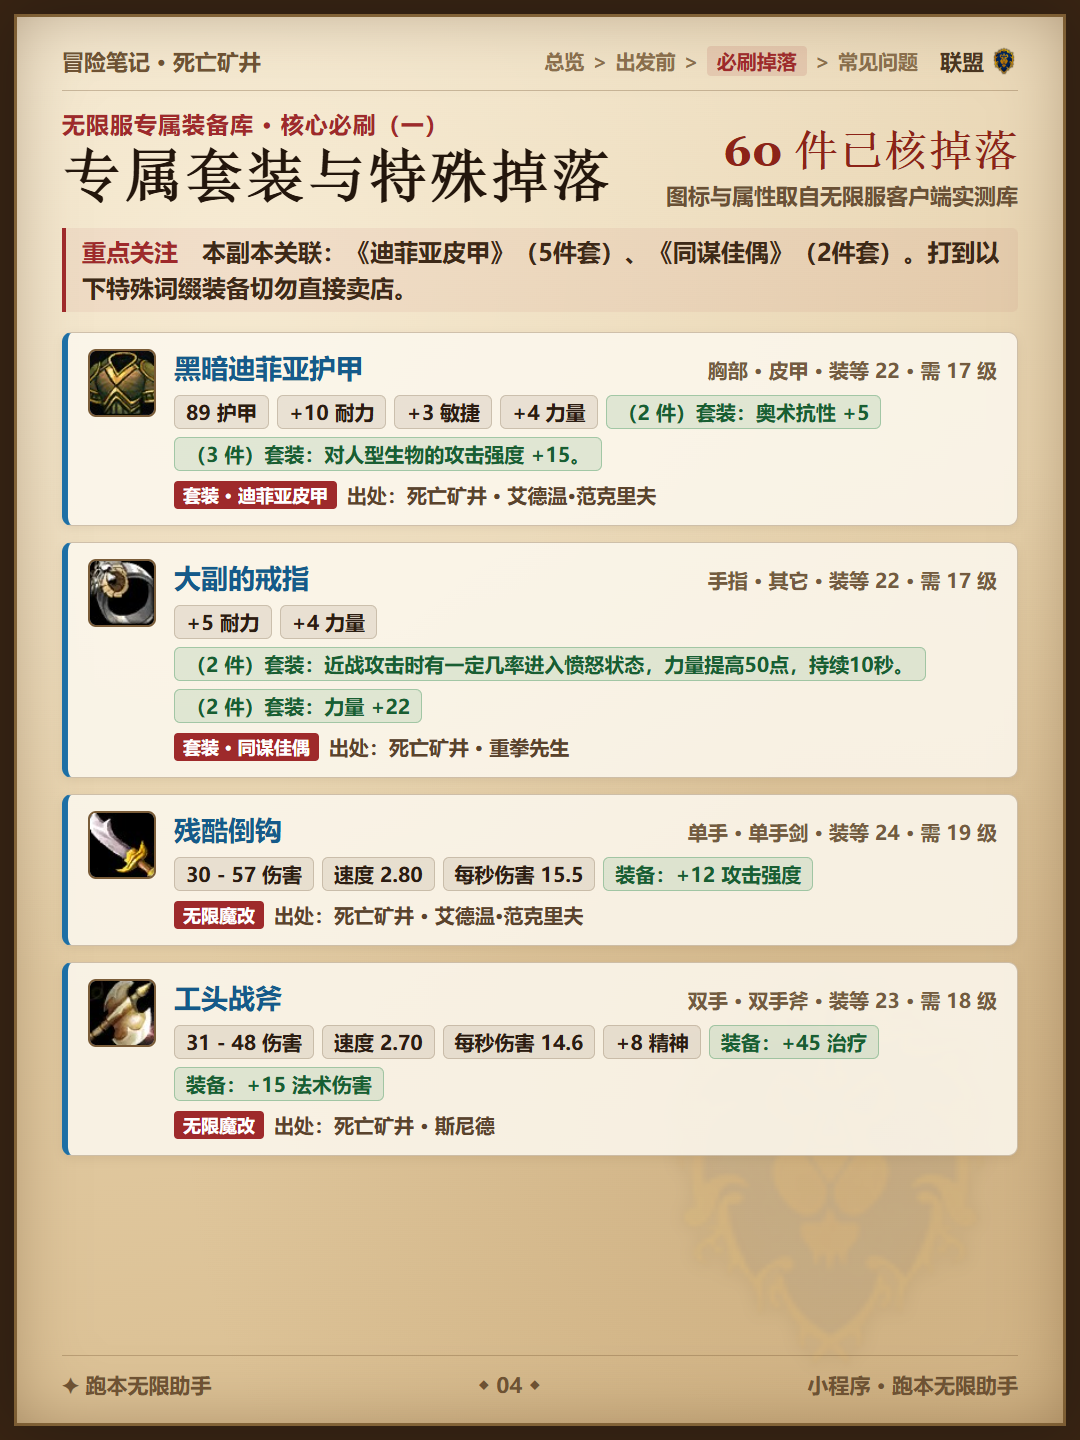 冒险笔记 • 死亡矿井
总览 > 出发前 > 必刷掉落 > 常见问题 联盟
无限服专属装备库 • 核心必刷（一）
专属套装与特殊掉落
60 件已核掉落
图标与属性取自无限服客户端实测库
重点关注 本副本关联：《迪菲亚皮甲》（5件套）、《同谋佳偶》（2件套）。打到以
下特殊词缀装备切勿直接卖店。
黑暗迪菲亚护甲
胸部 • 皮甲 • 装等 22 • 需 17 级
89 护甲 +10 耐力 +3 敏捷 +4 力量 （2 件）套装：奥术抗性 +5
（3 件）套装：对人型生物的攻击强度 +15。
套装 • 迪菲亚皮甲 出处：死亡矿井 • 艾德温•范克里夫
大副的戒指
手指 • 其它 • 装等 22 • 需 17 级
+5 耐力 +4 力量
（2 件）套装：近战攻击时有一定几率进入愤怒状态，力量提高50点，持续10秒。
（2 件）套装：力量 +22
套装 • 同谋佳偶 出处：死亡矿井 • 重拳先生
残酷倒钩
单手 • 单手剑 • 装等 24 • 需 19 级
30 - 57 伤害 速度 2.80 每秒伤害 15.5 装备：+12 攻击强度
无限魔改 出处：死亡矿井 • 艾德温•范克里夫
工头战斧
双手 • 双手斧 • 装等 23 • 需 18 级
31 - 48 伤害 速度 2.70 每秒伤害 14.6 +8 精神 装备：+45 治疗
装备：+15 法术伤害
无限魔改 出处：死亡矿井 • 斯尼德
✦ 跑本无限助手
◆ 04 ◆
小程序 • 跑本无限助手